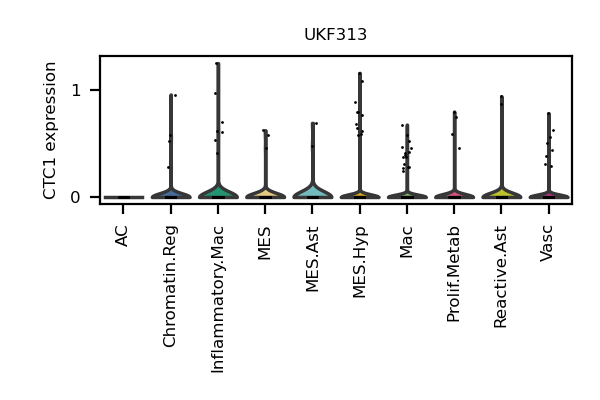 UKF313
CTC1 expression
1
0
AC
Chromatin.Reg
Inflammatory.Mac
MES
MES.Ast
MES.Hyp
Mac
Prolif.Metab
Reactive.Ast
Vasc